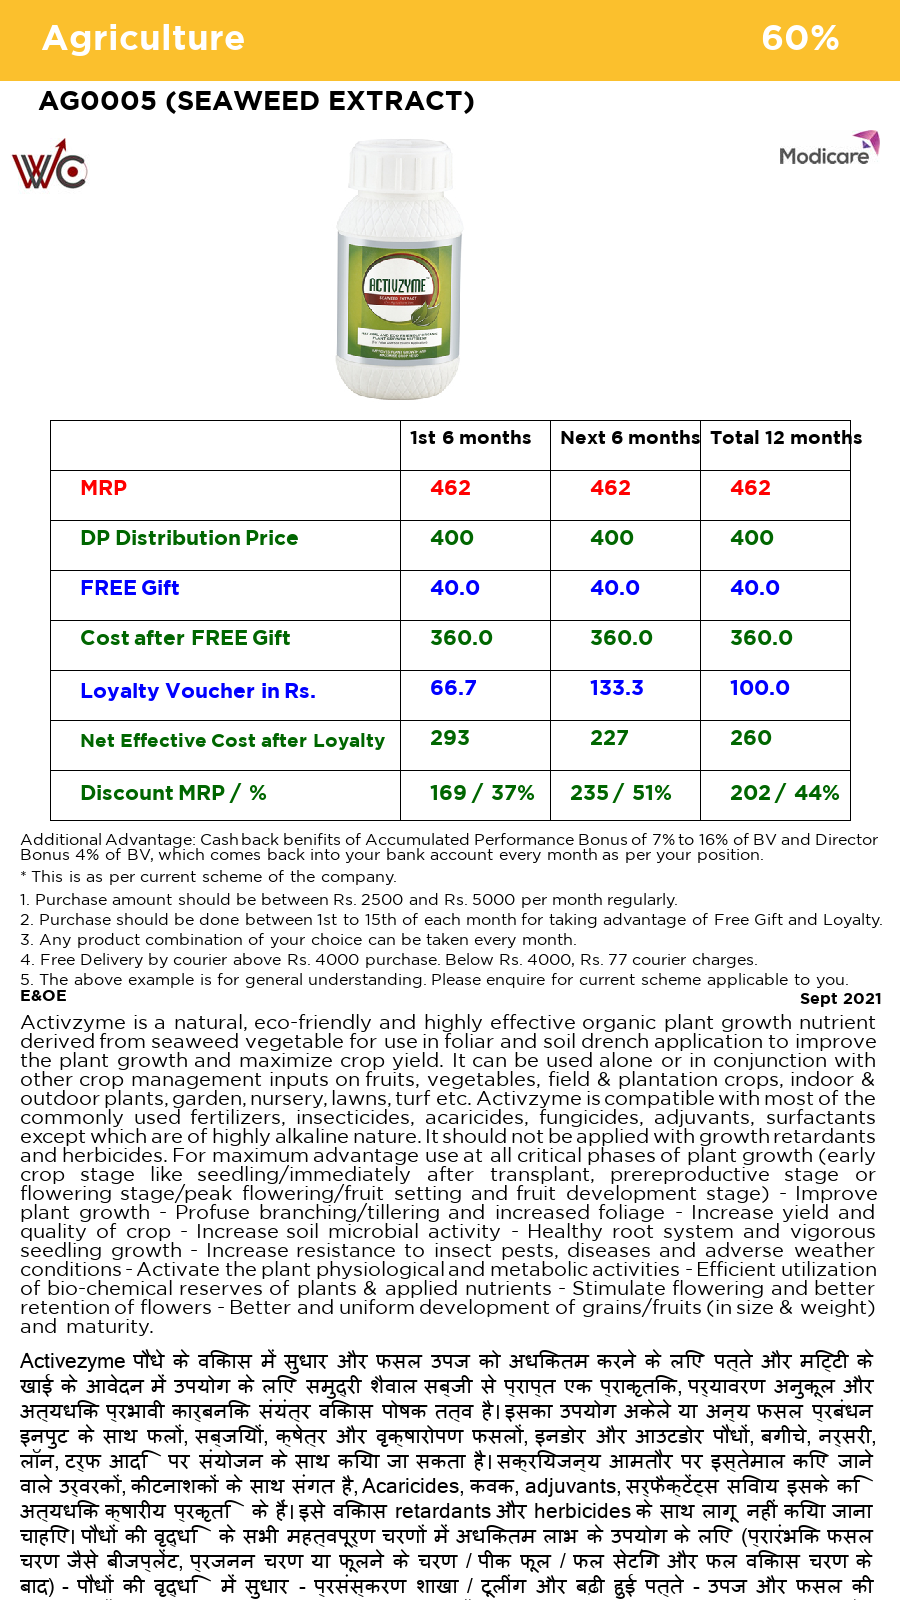 Agriculture 60%
AG0005 (SEAWEED EXTRACT)
WC
Modicare
ACTIVZYME
SEAWEED EXTRACT
1st 6 months Next 6 months Total 12 months
MRP 462 462 462
DP Distribution Price 400 400 400
FREE Gift 40.0 40.0 40.0
Cost after FREE Gift 360.0 360.0 360.0
Loyalty Voucher in Rs. 66.7 133.3 100.0
Net Effective Cost after Loyalty 293 227 260
Discount MRP / % 169 / 37% 235 / 51% 202 / 44%
Additional Advantage: Cashback benifits of Accumulated Performance Bonus of 7% to 16% of BV and Director
Bonus 4% of BV, which comes back into your bank account every month as per your position.
* This is as per current scheme of the company.
1. Purchase amount should be between Rs. 2500 and Rs. 5000 per month regularly.
2. Purchase should be done between 1st to 15th of each month for taking advantage of Free Gift and Loyalty.
3. Any product combination of your choice can be taken every month.
4. Free Delivery by courier above Rs. 4000 purchase. Below Rs. 4000, Rs. 77 courier charges.
5. The above example is for general understanding. Please enquire for current scheme applicable to you.
E&OE Sept 2021
Activzyme is a natural, eco-friendly and highly effective organic plant growth nutrient
derived from seaweed vegetable for use in foliar and soil drench application to improve
the plant growth and maximize crop yield. It can be used alone or in conjunction with
other crop management inputs on fruits, vegetables, field & plantation crops, indoor &
outdoor plants, garden, nursery, lawns, turf etc. Activzyme is compatible with most of the
commonly used fertilizers, insecticides, acaricides, fungicides, adjuvants, surfactants
except which are of highly alkaline nature. It should not be applied with growth retardants
and herbicides. For maximum advantage use at all critical phases of plant growth (early
crop stage like seedling/immediately after transplant, prereproductive stage or
flowering stage/peak flowering/fruit setting and fruit development stage) - Improve
plant growth - Profuse branching/tillering and increased foliage - Increase yield and
quality of crop - Increase soil microbial activity - Healthy root system and vigorous
seedling growth - Increase resistance to insect pests, diseases and adverse weather
conditions - Activate the plant physiological and metabolic activities - Efficient utilization
of bio-chemical reserves of plants & applied nutrients - Stimulate flowering and better
retention of flowers - Better and uniform development of grains/fruits (in size & weight)
and maturity.
Activezyme पौधे के विकास में सुधार और फसल उपज को अधिकतम करने के लिए पत्ते और मिट्टी के
खाई के आवेदन में उपयोग के लिए समुद्री शैवाल सब्जी से प्राप्त एक प्राकृतिक, पर्यावरण अनुकूल और
अत्यधिक प्रभावी कार्बनिक संयंत्र विकास पोषक तत्व है। इसका उपयोग अकेले या अन्य फसल प्रबंधन
इनपुट के साथ फलों, सब्जियों, क्षेत्र और वृक्षारोपण फसलों, इनडोर और आउटडोर पौधों, बगीचे, नर्सरी,
लॉन, टर्फ आदि पर संयोजन के साथ किया जा सकता है। सक्रियजन्य आमतौर पर इस्तेमाल किए जाने
वाले उर्वरकों, कीटनाशकों के साथ संगत है, Acaricides, कवक, adjuvants, सर्फैक्टेंट्स सिवाय इसके कि
अत्यधिक क्षारीय प्रकृति के हैं। इसे विकास retardants और herbicides के साथ लागू नहीं किया जाना
चाहिए। पौधों की वृद्धि के सभी महत्वपूर्ण चरणों में अधिकतम लाभ के उपयोग के लिए (प्रारंभिक फसल
चरण जैसे बीजप्लेंट, प्रजनन चरण या फूलने के चरण / पीक फूल / फल सेटिंग और फल विकास चरण के
बाद) - पौधों की वृद्धि में सुधार - प्रसंस्करण शाखा / टूलींग और बढ़ी हुई पत्ते - उपज और फसल की